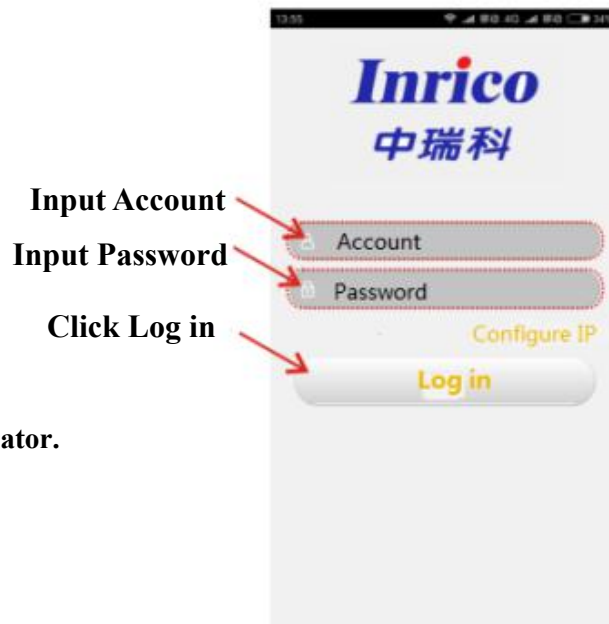 13:55
Inrico
中瑞科
Input Account
Account
Input Password
Password
Configure IP
Click Log in
Log in
ator.